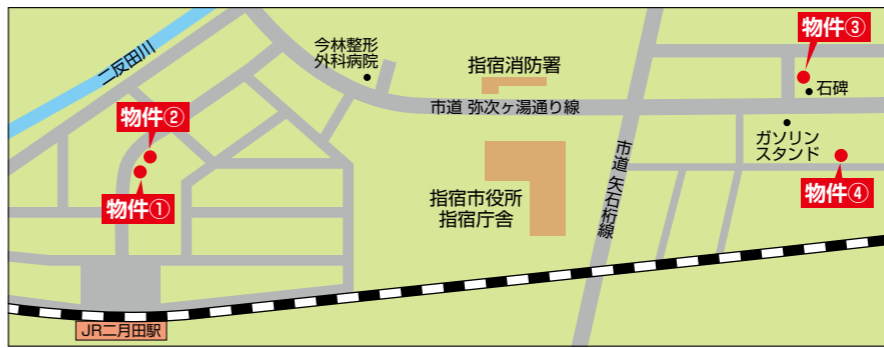 二反田川
今林整形
外科病院
指宿消防署
物件③
石碑
市道 弥次ヶ湯通り線
物件②
物件①
ガソリン
スタンド
物件④
市道 矢石桁線
指宿市役所
指宿庁舎
JR二月田駅